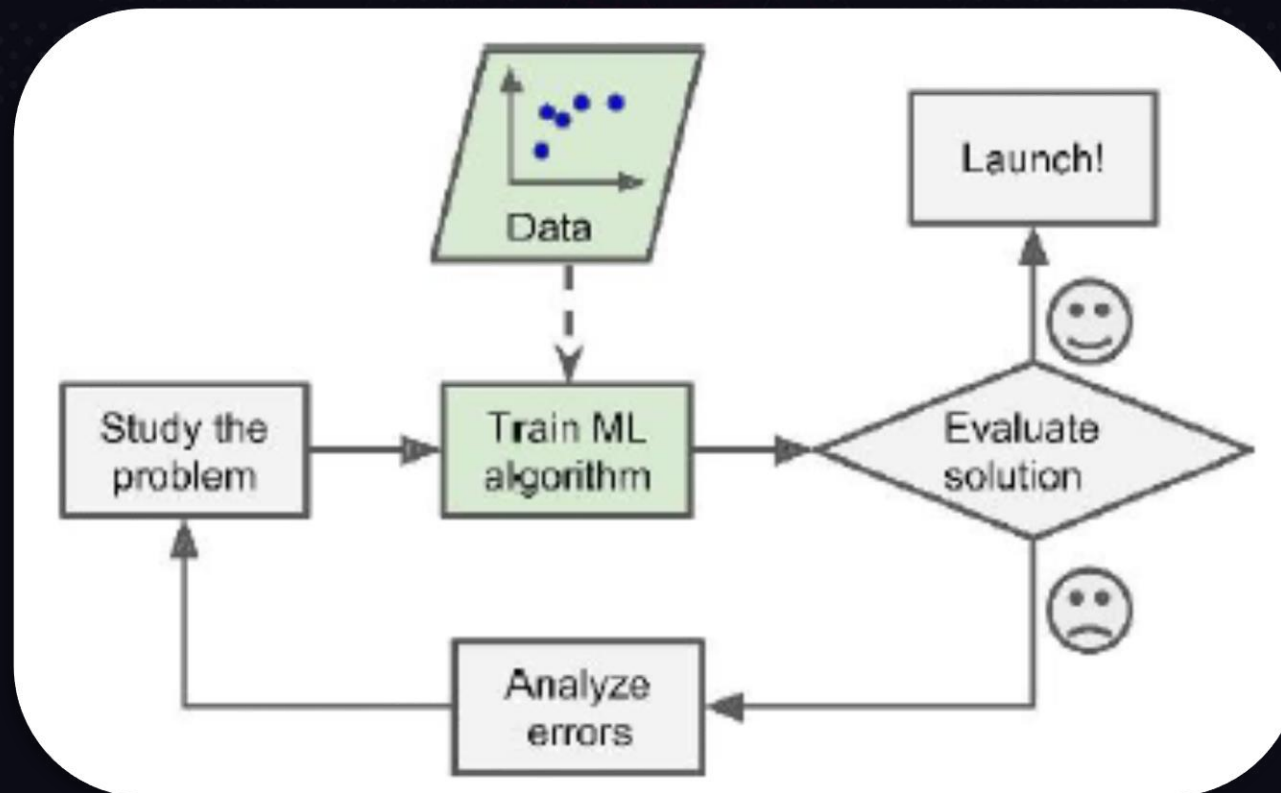 Data
Launch!
Study the
problem
Train ML
algorithm
Evaluate
solution
Analyze
errors